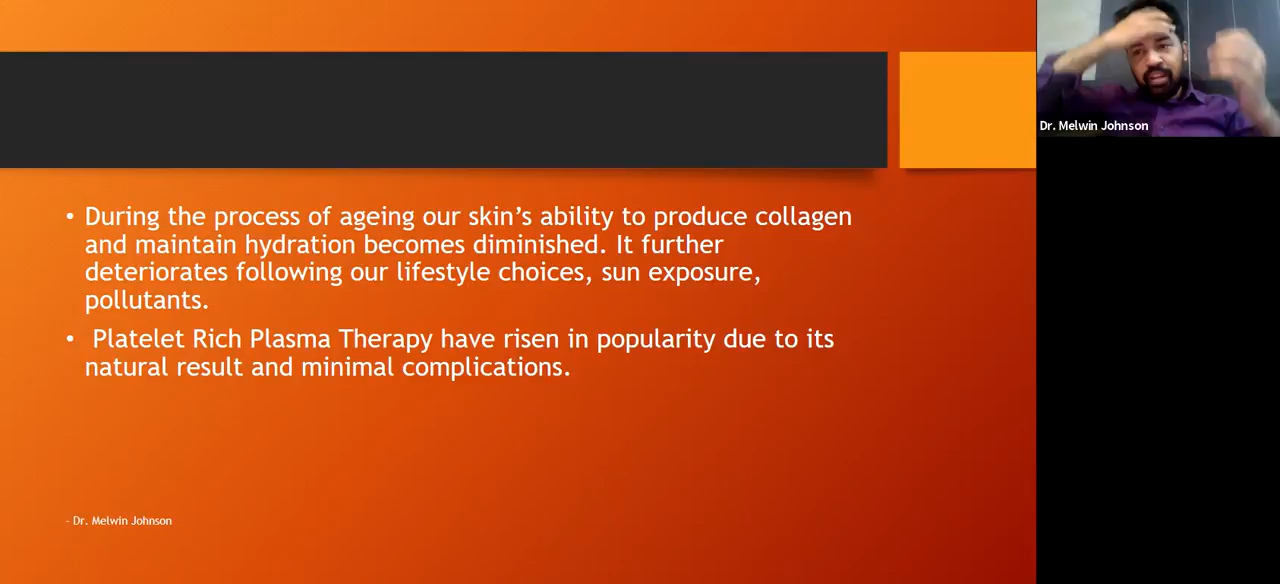 Dr. Melwin Johnson
• During the process of ageing our skin’s ability to produce collagen
and maintain hydration becomes diminished. It further
deteriorates following our lifestyle choices, sun exposure,
pollutants.
• Platelet Rich Plasma Therapy have risen in popularity due to its
natural result and minimal complications.
- Dr. Melwin Johnson